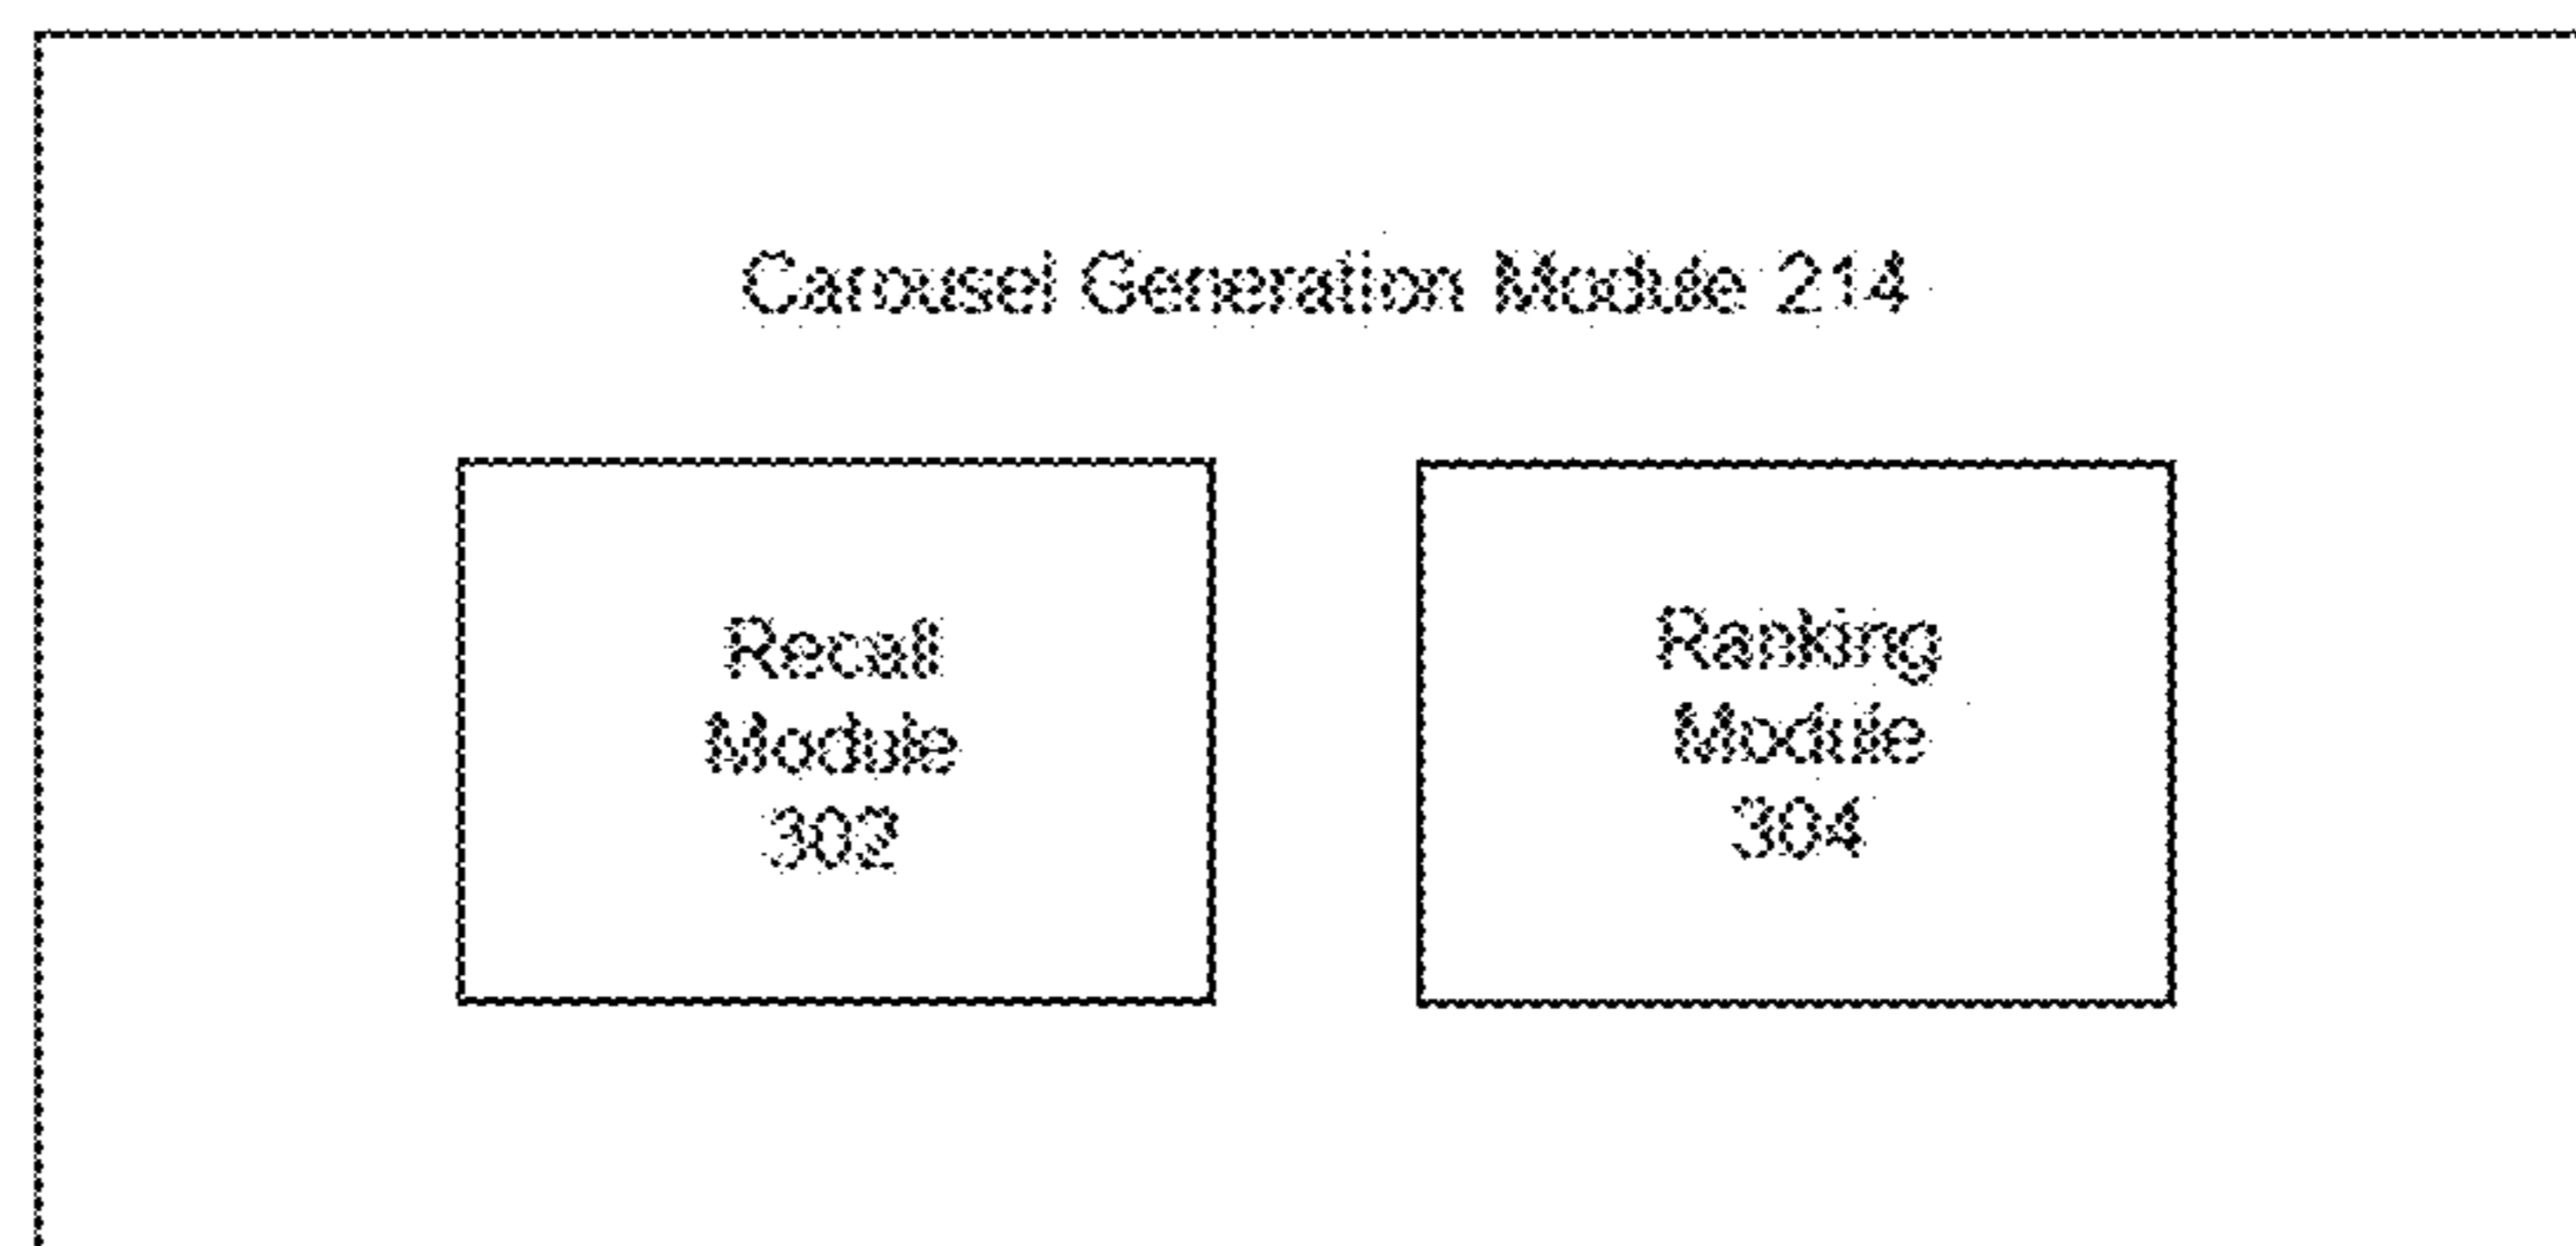 Carousel Generation Module 214
Recall
Module
302
Ranking
Module
304